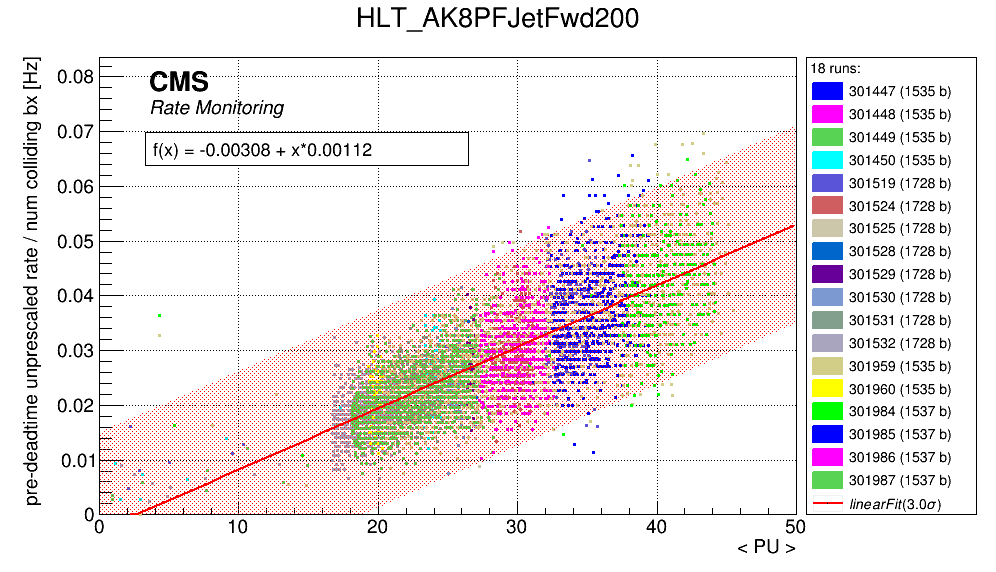 HLT_AK8PFJetFwd200
pre-deadtime unprescaled rate / num colliding bx [Hz]
CMS
Rate Monitoring
f(x) = -0.00308 + x*0.00112
0.08
0.07
0.06
0.05
0.04
0.03
0.02
0.01
0
0 10 20 30 40 50
< PU >
18 runs:
301447 (1535 b)
301448 (1535 b)
301449 (1535 b)
301450 (1535 b)
301519 (1728 b)
301524 (1728 b)
301525 (1728 b)
301528 (1728 b)
301529 (1728 b)
301530 (1728 b)
301531 (1728 b)
301532 (1728 b)
301959 (1535 b)
301960 (1535 b)
301984 (1537 b)
301985 (1537 b)
301986 (1537 b)
301987 (1537 b)
linearFit(3.0σ)